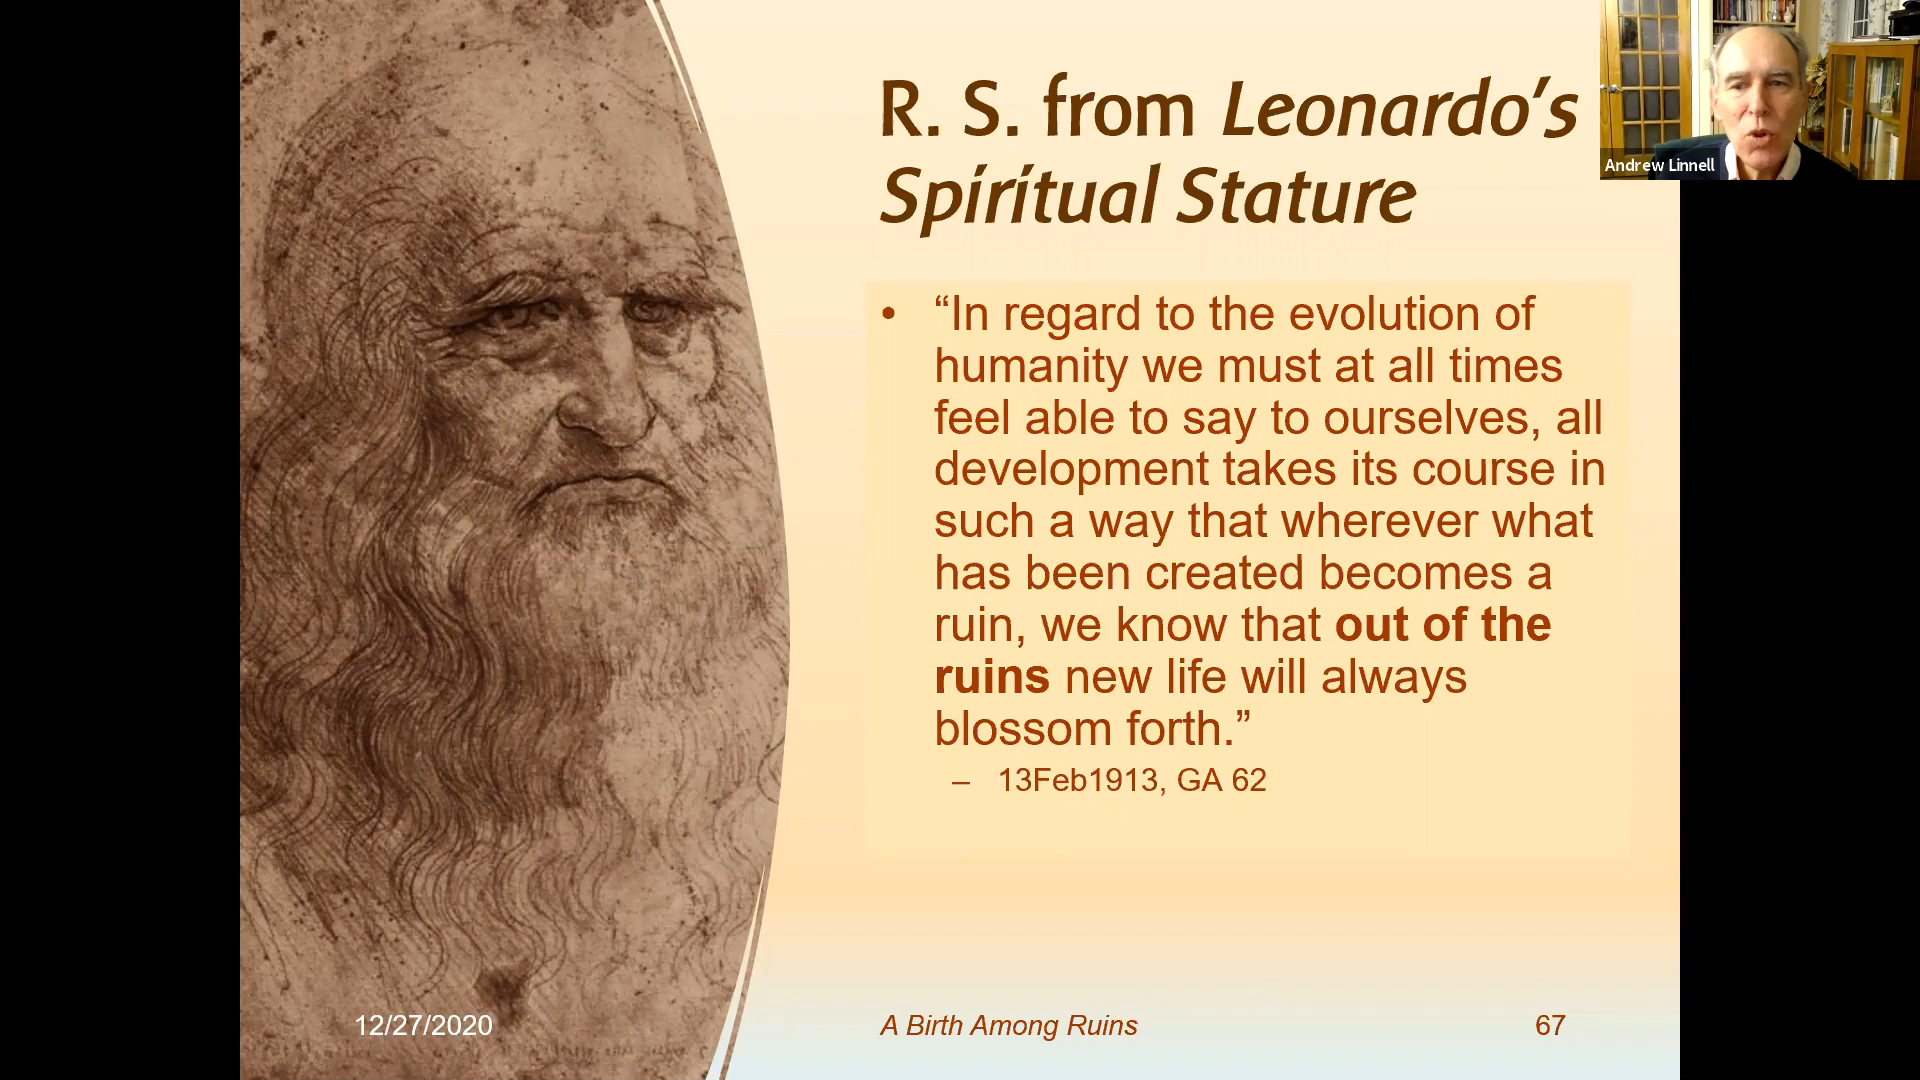 R. S. from Leonardo’s
Spiritual Stature
Andrew Linnell
• “In regard to the evolution of
humanity we must at all times
feel able to say to ourselves, all
development takes its course in
such a way that wherever what
has been created becomes a
ruin, we know that out of the
ruins new life will always
blossom forth.”
– 13Feb1913, GA 62
12/27/2020
A Birth Among Ruins
67